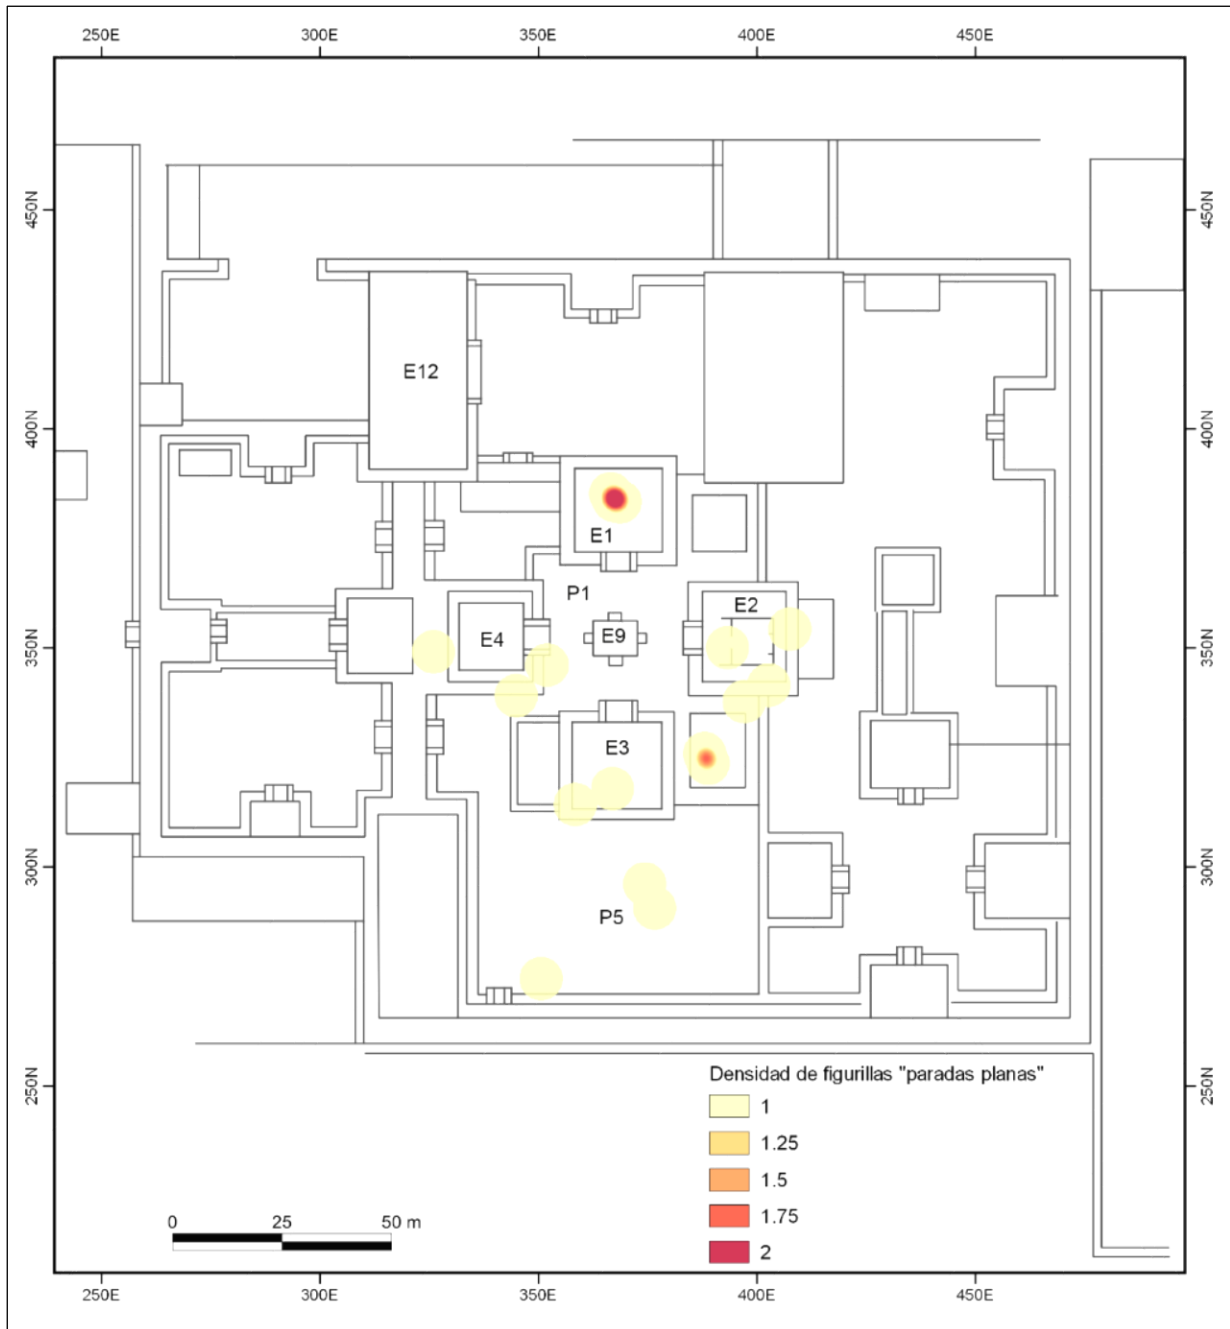 250E 300E 350E 400E 450E
450N 450N
E12
400N 400N
E1
P1
E2
E4 E9
350N 350N
E3
300N 300N
P5
Densidad de figurillas "paradas planas"
250N 250N
1
1.25
1.5
1.75
2
0 25 50 m
250E 300E 350E 400E 450E